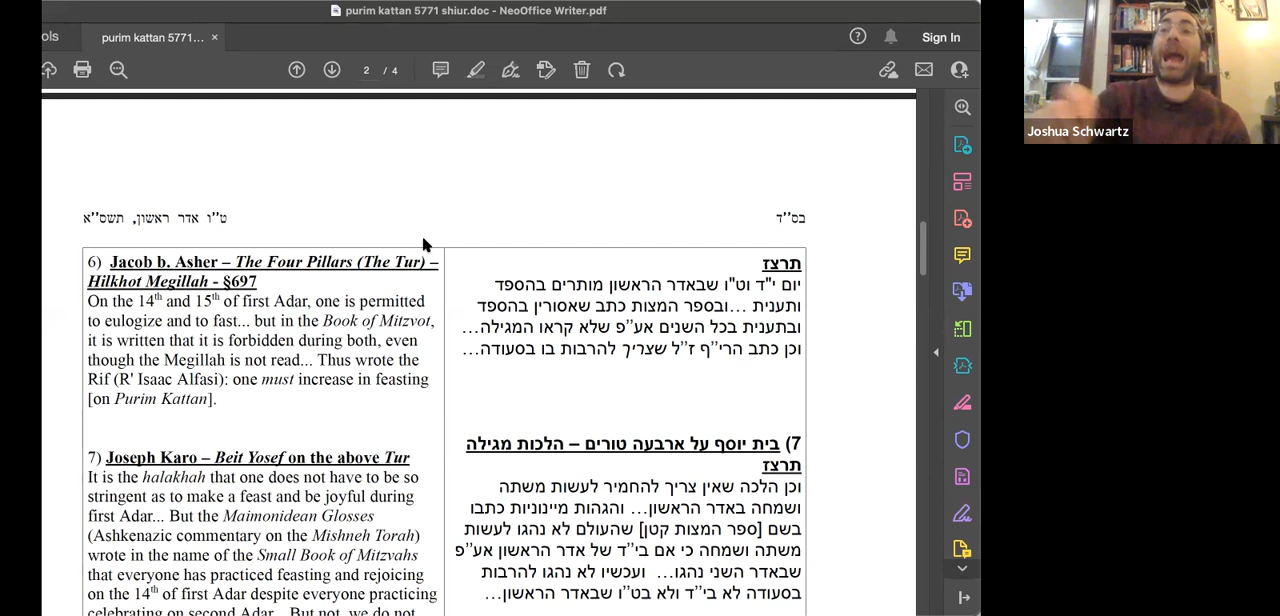 purim kattan 5771 shiur.doc - NeoOffice Writer.pdf
ols
purim kattan 5771...
×
2 / 4
?
Sign In
Joshua Schwartz
ט"ו אדר ראשון, תשס"א
בס"ד
6) Jacob b. Asher – The Four Pillars (The Tur) –
Hilkhot Megillah - §697
On the 14th and 15th of first Adar, one is permitted
to eulogize and to fast... but in the Book of Mitzvot,
it is written that it is forbidden during both, even
though the Megillah is not read... Thus wrote the
Rif (R' Isaac Alfasi): one must increase in feasting
[on Purim Kattan].
תרצז
יום י"ד וט"ו שבאדר הראשון מותרים בהספד
ותענית ...ובספר המצות כתב שאסורין בהספד
ובתענית בכל השנים אע"פ שלא קראו המגילה...
וכן כתב הרי"ף ז"ל שצריך להרבות בו בסעודה...
7) Joseph Karo – Beit Yosef on the above Tur
It is the halakhah that one does not have to be so
stringent as to make a feast and be joyful during
first Adar... But the Maimonidean Glosses
(Ashkenazic commentary on the Mishneh Torah)
wrote in the name of the Small Book of Mitzvahs
that everyone has practiced feasting and rejoicing
on the 14th of first Adar despite everyone practicing
celebrating on second Adar... But not, we do not
7) בית יוסף על ארבעה טורים – הלכות מגילה
תרצז
וכן הלכה שאין צריך להחמיר לעשות משתה
ושמחה באדר הראשון... והגהות מיינוניות כתבו
בשם [ספר המצות קטן] שהעולם לא נהגו לעשות
משתה ושמחה כי אם בי"ד של אדר הראשון אע"פ
שבאדר השני נהגו... ועכשיו לא נהגו להרבות
בסעודה לא בי"ד ולא בט"ו שבאדר הראשון...